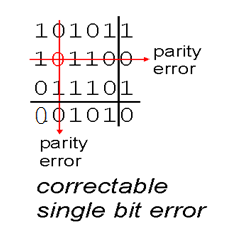 101011
101100
parity
error
011101
001010
parity
error
correctable
single bit error